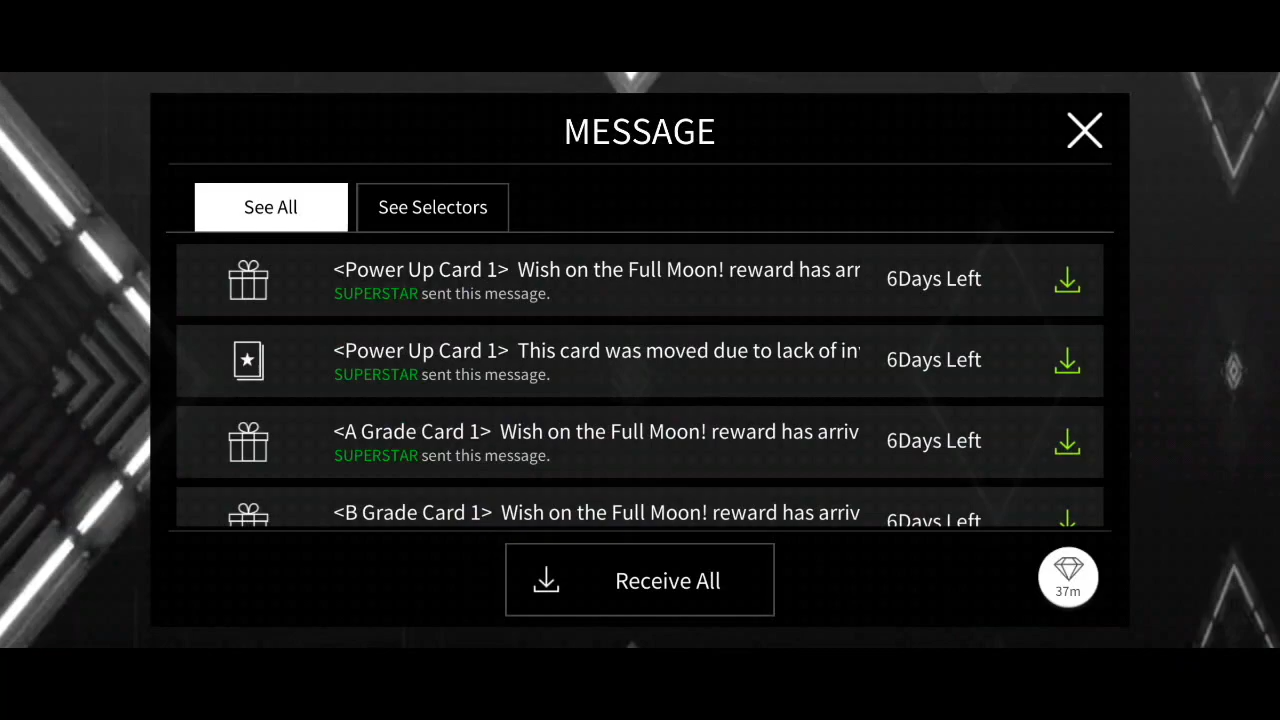 MESSAGE
See All
See Selectors
<Power Up Card 1> Wish on the Full Moon! reward has arr
6Days Left
SUPERSTAR sent this message.
<Power Up Card 1> This card was moved due to lack of in
6Days Left
SUPERSTAR sent this message.
<A Grade Card 1> Wish on the Full Moon! reward has arriv
6Days Left
SUPERSTAR sent this message.
<B Grade Card 1> Wish on the Full Moon! reward has arriv
6Days Left
Receive All
37m